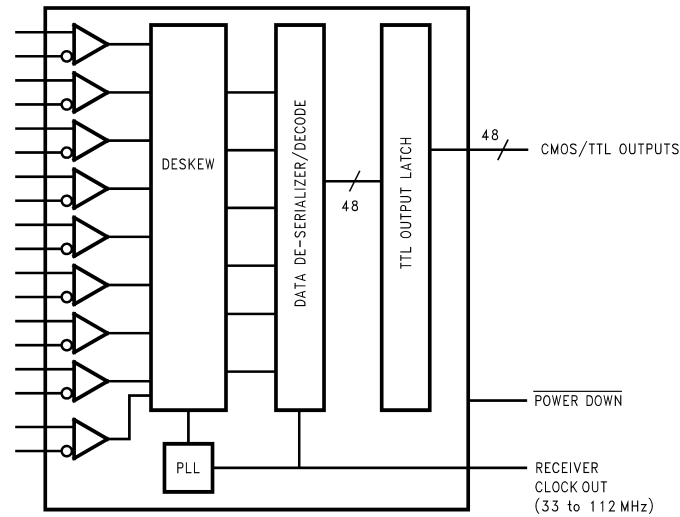 DESKEW
DATA DE-SERIALIZER/DECODE
48
TTL OUTPUT LATCH
48
CMOS/TTL OUTPUTS
POWER DOWN
PLL
RECEIVER
CLOCK OUT
(33 to 112 MHz)